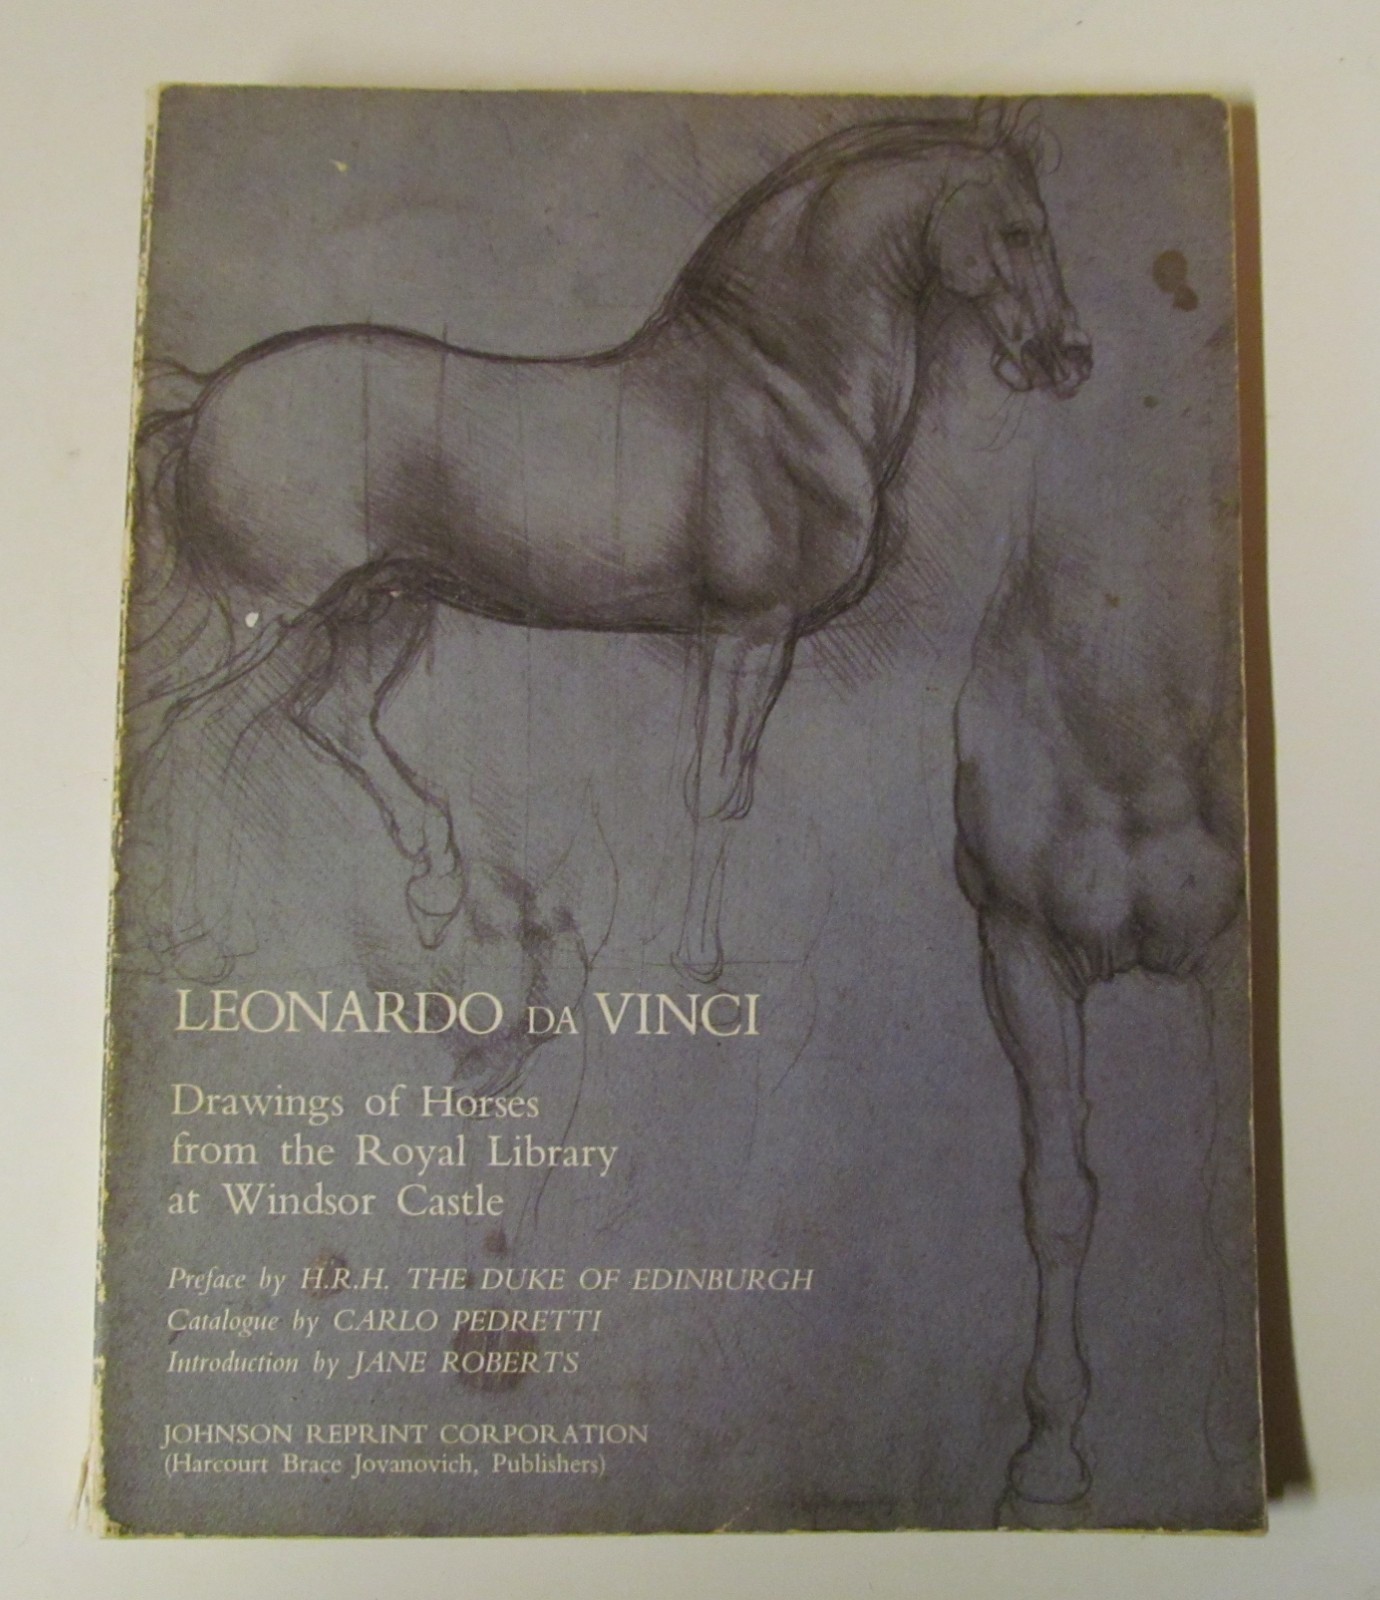 LEONARDO DA VINCI
Drawings of Horses
from the Royal Library
at Windsor Castle
Preface by H.R.H. THE DUKE OF EDINBURGH
Catalogue by CARLO PEDRETTI
Introduction by JANE ROBERTS
JOHNSON REPRINT CORPORATION
(Harcourt Brace Jovanovich, Publishers)